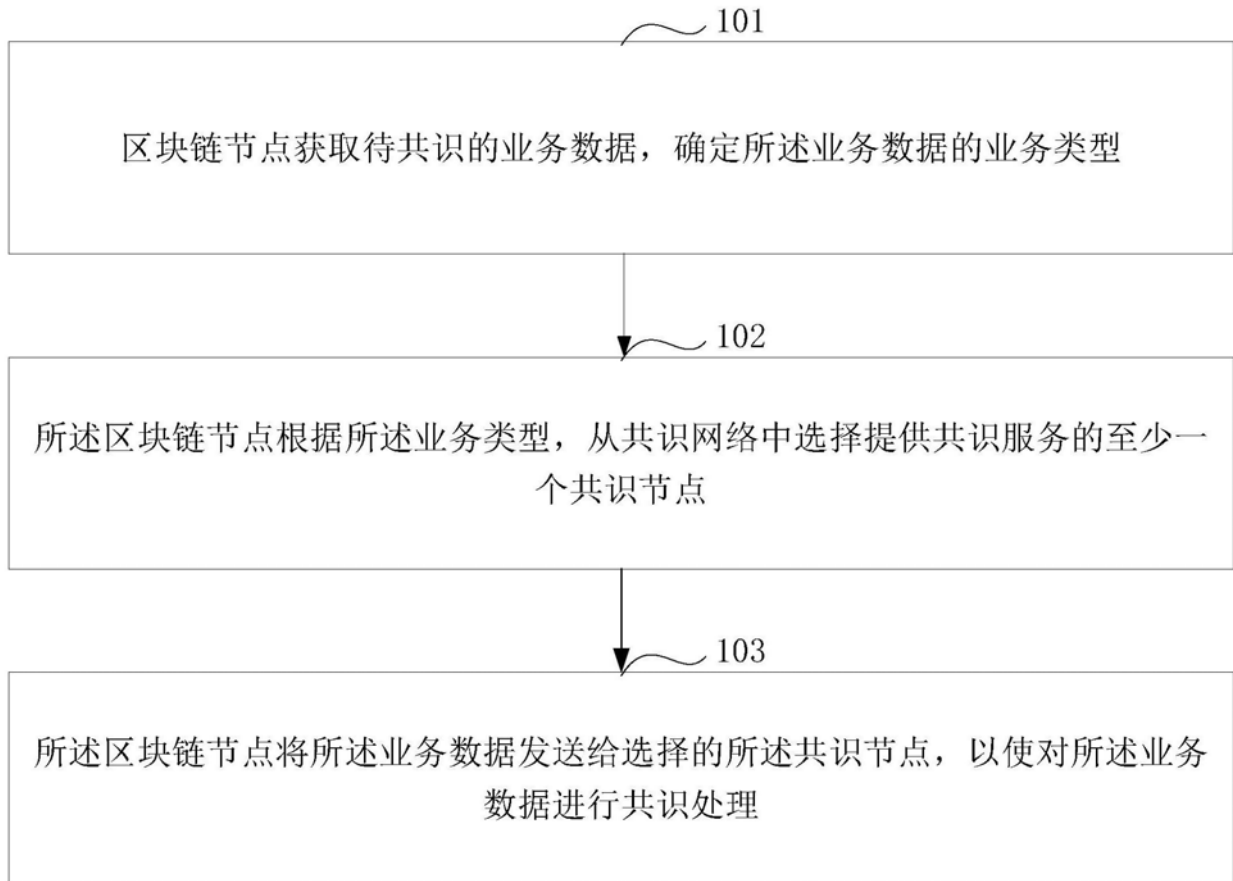 101
区块链节点获取待共识的业务数据，确定所述业务数据的业务类型
102
所述区块链节点根据所述业务类型，从共识网络中选择提供共识服务的至少一
个共识节点
103
所述区块链节点将所述业务数据发送给选择的所述共识节点，以使对所述业务
数据进行共识处理